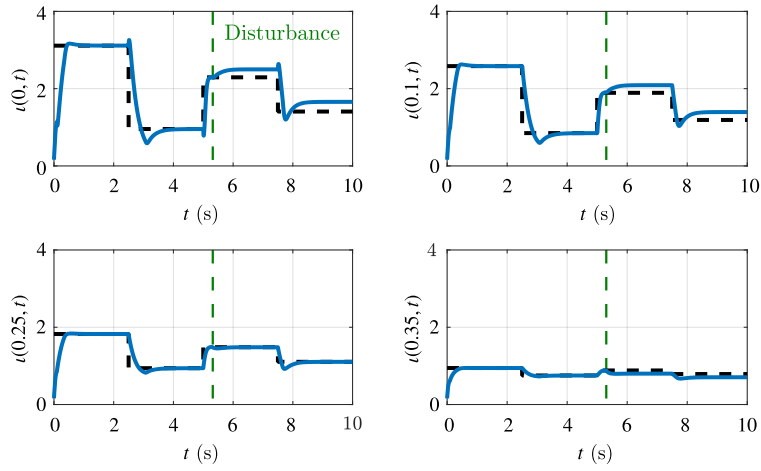 4
2
0
ι(0, t)
Disturbance
0 2 4 6 8 10
t (s)
4
2
0
ι(0.1, t)
0 2 4 6 8 10
t (s)
4
2
0
ι(0.25, t)
0 2 4 6 8 10
t (s)
4
2
0
ι(0.35, t)
0 2 4 6 8 10
t (s)